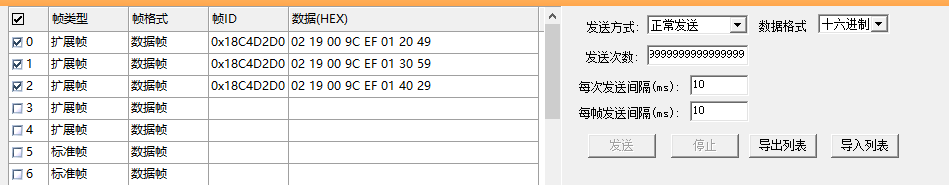 帧类型 帧格式 帧ID 数据(HEX)
0 扩展帧 数据帧 0x18C4D2D0 02 19 00 9C EF 01 20 49
1 扩展帧 数据帧 0x18C4D2D0 02 19 00 9C EF 01 30 59
2 扩展帧 数据帧 0x18C4D2D0 02 19 00 9C EF 01 40 29
3 扩展帧 数据帧
4 扩展帧 数据帧
5 标准帧 数据帧
6 标准帧 数据帧
发送方式: 正常发送 数据格式 十六进制
发送次数: 3999999999999999
每次发送间隔(ms): 10
每帧发送间隔(ms): 10
发送 停止 导出列表 导入列表